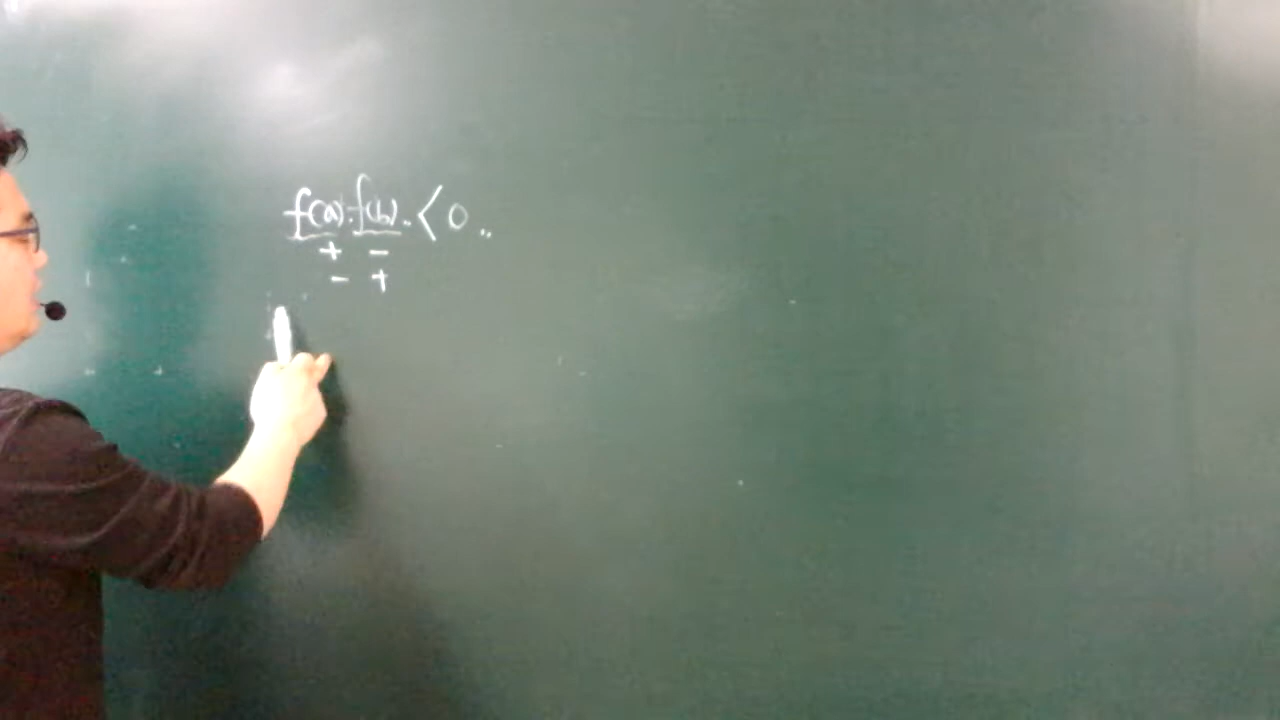 f(a)·f(b) < 0
+ −
− +